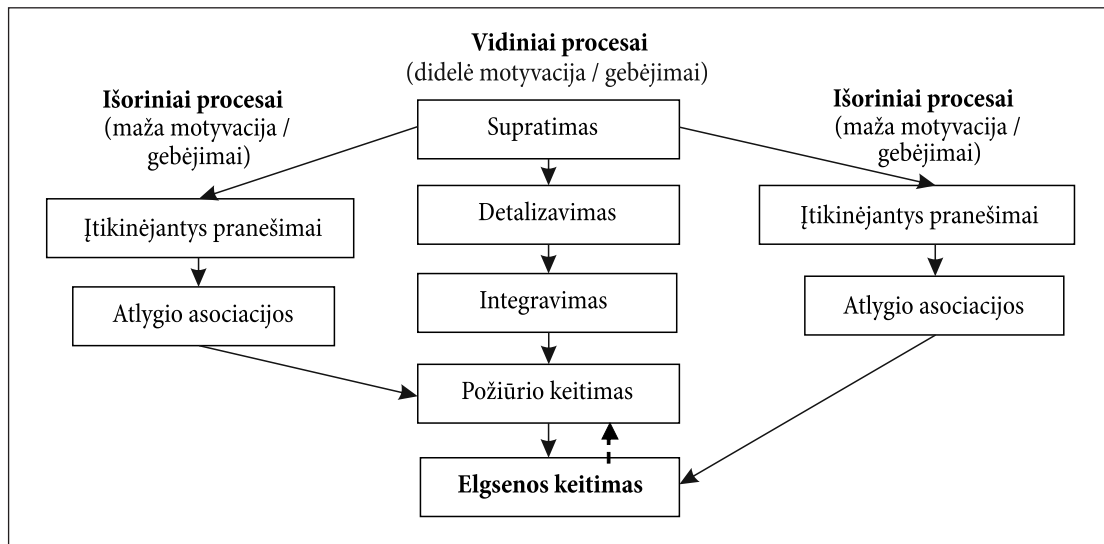 Vidiniai procesai
(didelė motyvacija / gebėjimai)
Išoriniai procesai
(maža motyvacija /
gebėjimai)
Išoriniai procesai
(maža motyvacija /
gebėjimai)
Supratimas
Įtikinėjantys pranešimai
Detalizavimas
Įtikinėjantys pranešimai
Atlygio asociacijos
Integravimas
Atlygio asociacijos
Požiūrio keitimas
Elgsenos keitimas